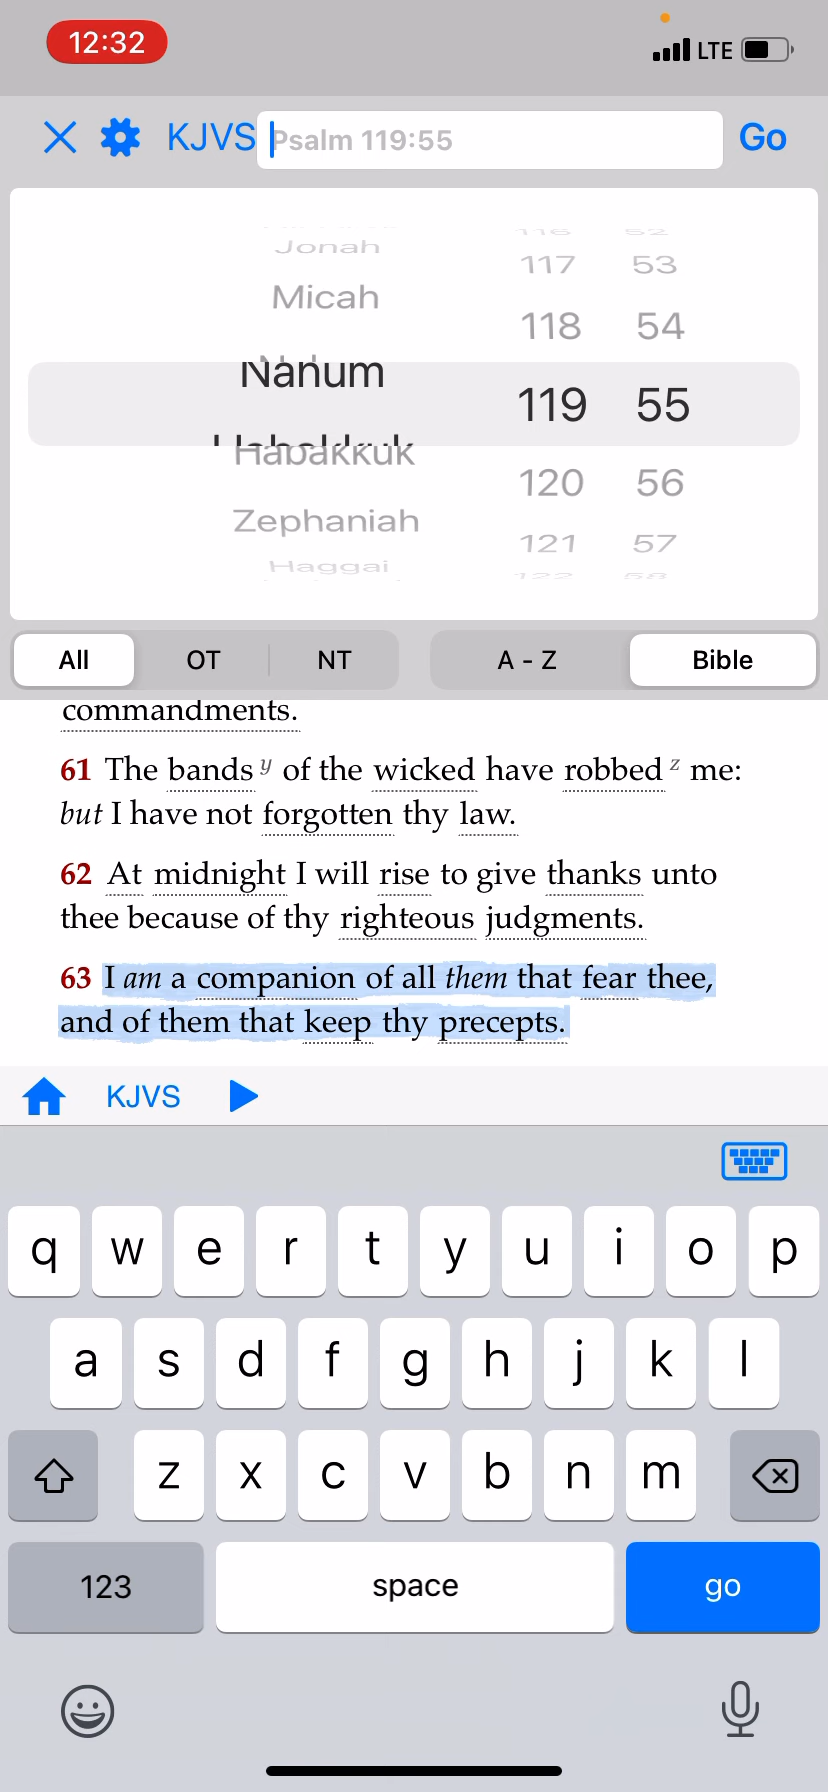 12:32 LTE
KJVS Psalm 119:55 Go
116 52
Jonah 117 53
Micah 118 54
Nahum
119 55
Habakkuk
120 56
Zephaniah 121 57
Haggai 122 58
All OT NT A - Z Bible
commandments.
61 The bands y of the wicked have robbed z me:
but I have not forgotten thy law.
62 At midnight I will rise to give thanks unto
thee because of thy righteous judgments.
63 I am a companion of all them that fear thee,
and of them that keep thy precepts.
KJVS
q w e r t y u i o p
a s d f g h j k l
z x c v b n m
123 space go